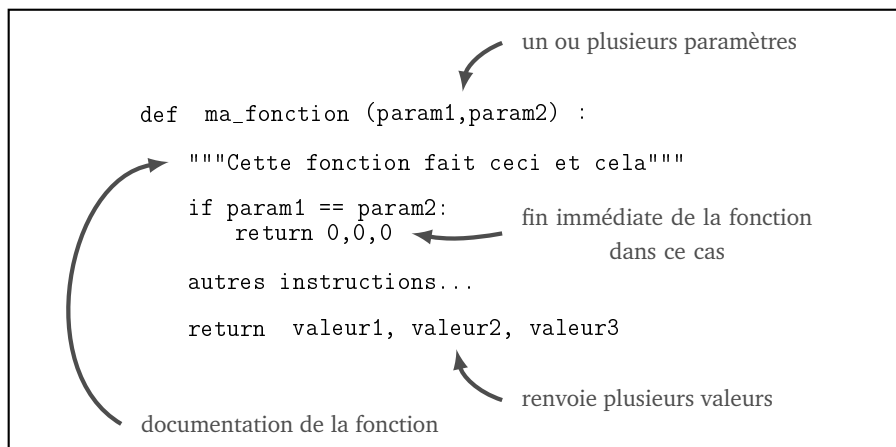 un ou plusieurs paramètres
def ma_fonction (param1,param2) :
"""Cette fonction fait ceci et cela"""
if param1 == param2:
return 0,0,0
fin immédiate de la fonction
dans ce cas
autres instructions...
return valeur1, valeur2, valeur3
renvoie plusieurs valeurs
documentation de la fonction